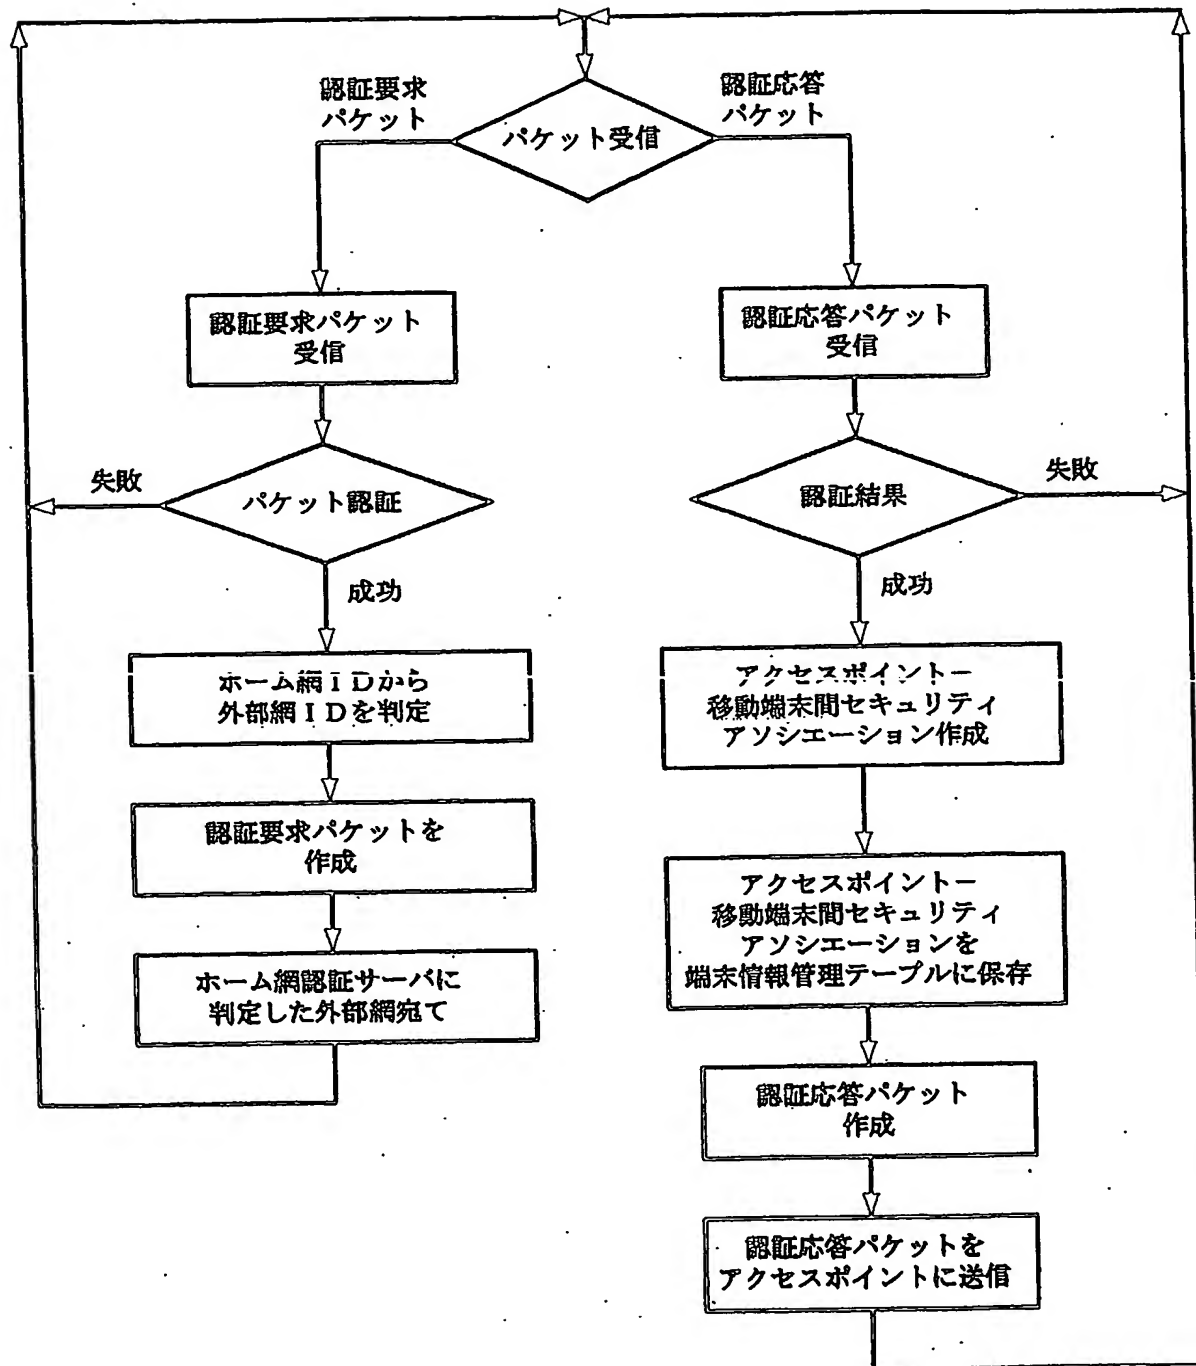 認証要求
パケット
認証応答
パケット
パケット受信
認証要求パケット
受信
認証応答パケット
受信
失敗
パケット認証
成功
認証結果
失敗
成功
ホーム網IDから
外部網IDを判定
認証要求パケットを
作成
ホーム網認証サーバに
判定した外部網宛て
アクセスポイントー
移動端末間セキュリティ
アソシエーション作成
アクセスポイントー
移動端末間セキュリティ
アソシエーションを
端末情報管理テーブルに保存
認証応答パケット
作成
認証応答パケットを
アクセスポイントに送信